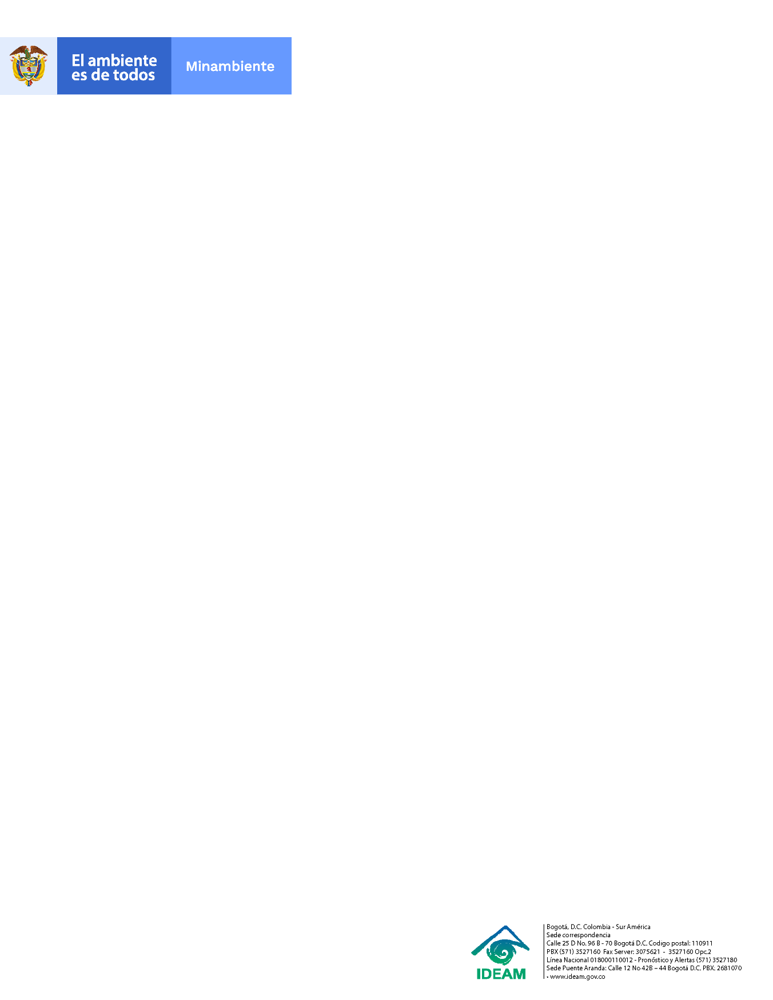 El ambiente
es de todos
Minambiente
IDEAM
Bogotá, D.C. Colombia - Sur América
Sede correspondencia
Calle 25 D No. 96 B - 70 Bogotá D.C. Codigo postal: 110911
PBX (571) 3527160  Fax Server: 3075621  -  3527160 Opc.2
Línea Nacional 018000110012 - Pronóstico y Alertas (571) 3527180
Sede Puente Aranda: Calle 12 No 42B – 44 Bogotá D.C. PBX: 2681070
• www.ideam.gov.co